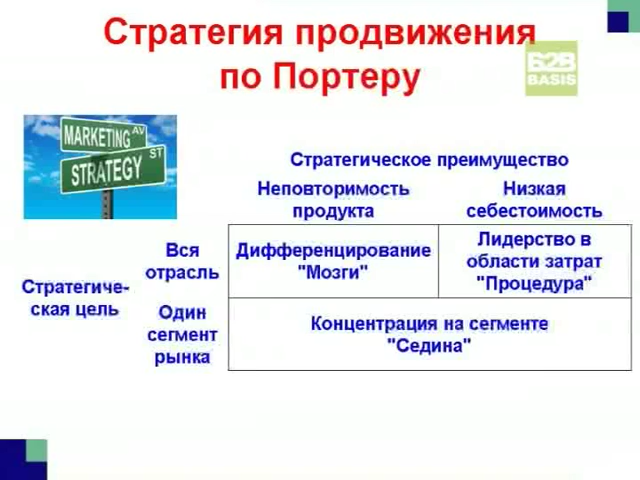 Стратегия продвижения
по Портеру
Б2В
BASIS
MARKETING AV
STRATEGY ST
Стратегическое преимущество
Неповторимость
продукта
Низкая
себестоимость
Стратегиче-
ская цель
Вся
отрасль
Дифференцирование
"Мозги"
Лидерство в
области затрат
"Процедура"
Один
сегмент
рынка
Концентрация на сегменте
"Седина"